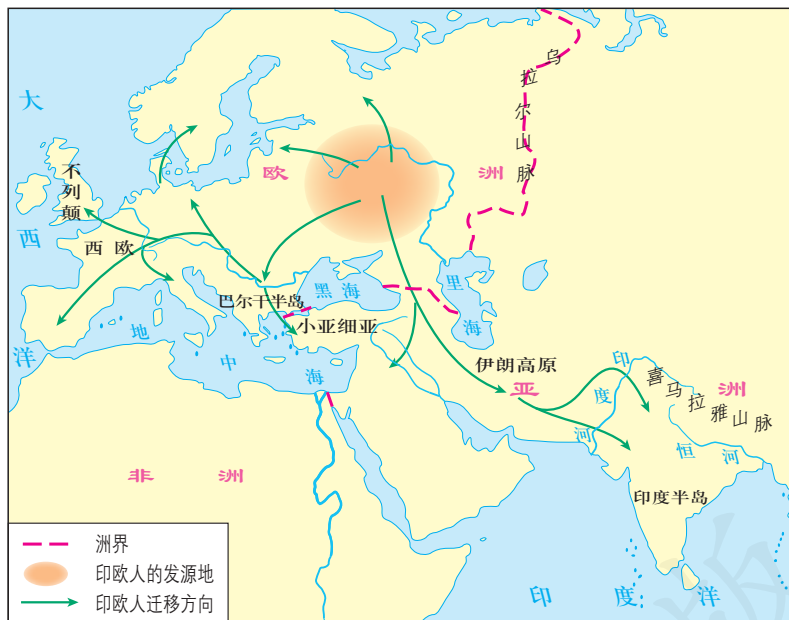 大西洋
乌拉尔山脉
不列颠
欧洲
西欧
巴尔干半岛
黑海
里海
小亚细亚
地中海
伊朗高原
亚洲
印度河
喜马拉雅山脉
恒河
非洲
印度半岛
印度洋
洲界
印欧人的发源地
印欧人迁移方向
版